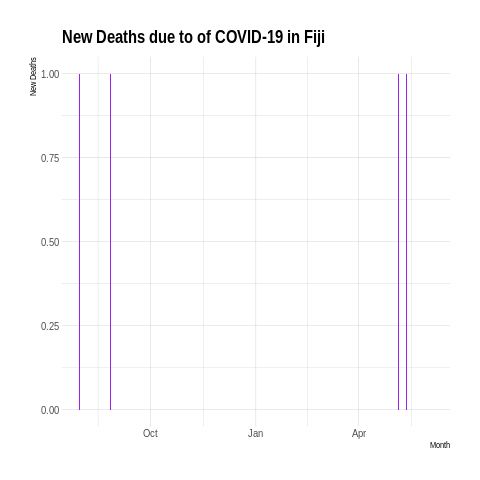 New Deaths due to of COVID-19 in Fiji
New Deaths
1.00
0.75
0.50
0.25
0.00
Oct Jan Apr
Month